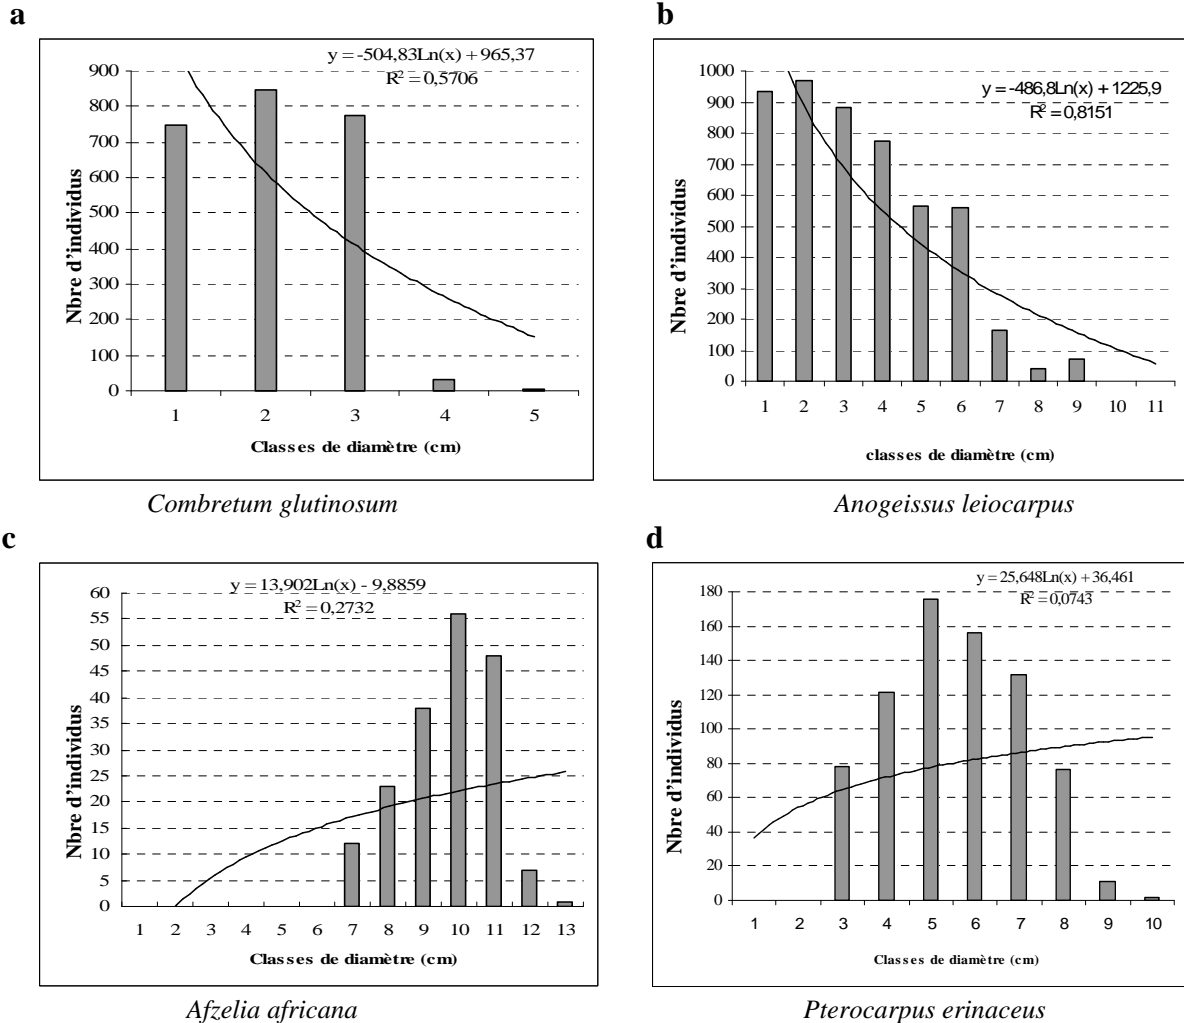 a
y = -504,83Ln(x) + 965,37
R² = 0,5706
900
800
700
600
500
400
300
200
100
0
Nbre d'individus
1 2 3 4 5
Classes de diamètre (cm)
Combretum glutinosum
b
y = -486,8Ln(x) + 1225,9
R² = 0,8151
1000
900
800
700
600
500
400
300
200
100
0
Nbre d'individus
1 2 3 4 5 6 7 8 9 10 11
classes de diamètre (cm)
Anogeissus leiocarpus
c
y = 13,902Ln(x) - 9,8859
R² = 0,2732
60
55
50
45
40
35
30
25
20
15
10
5
0
Nbre d'individus
1 2 3 4 5 6 7 8 9 10 11 12 13
Classes de diamètre (cm)
Afzelia africana
d
y = 25,648Ln(x) + 36,461
R² = 0,0743
180
160
140
120
100
80
60
40
20
0
Nbre d'individus
1 2 3 4 5 6 7 8 9 10
Classes de diamètre (cm)
Pterocarpus erinaceus